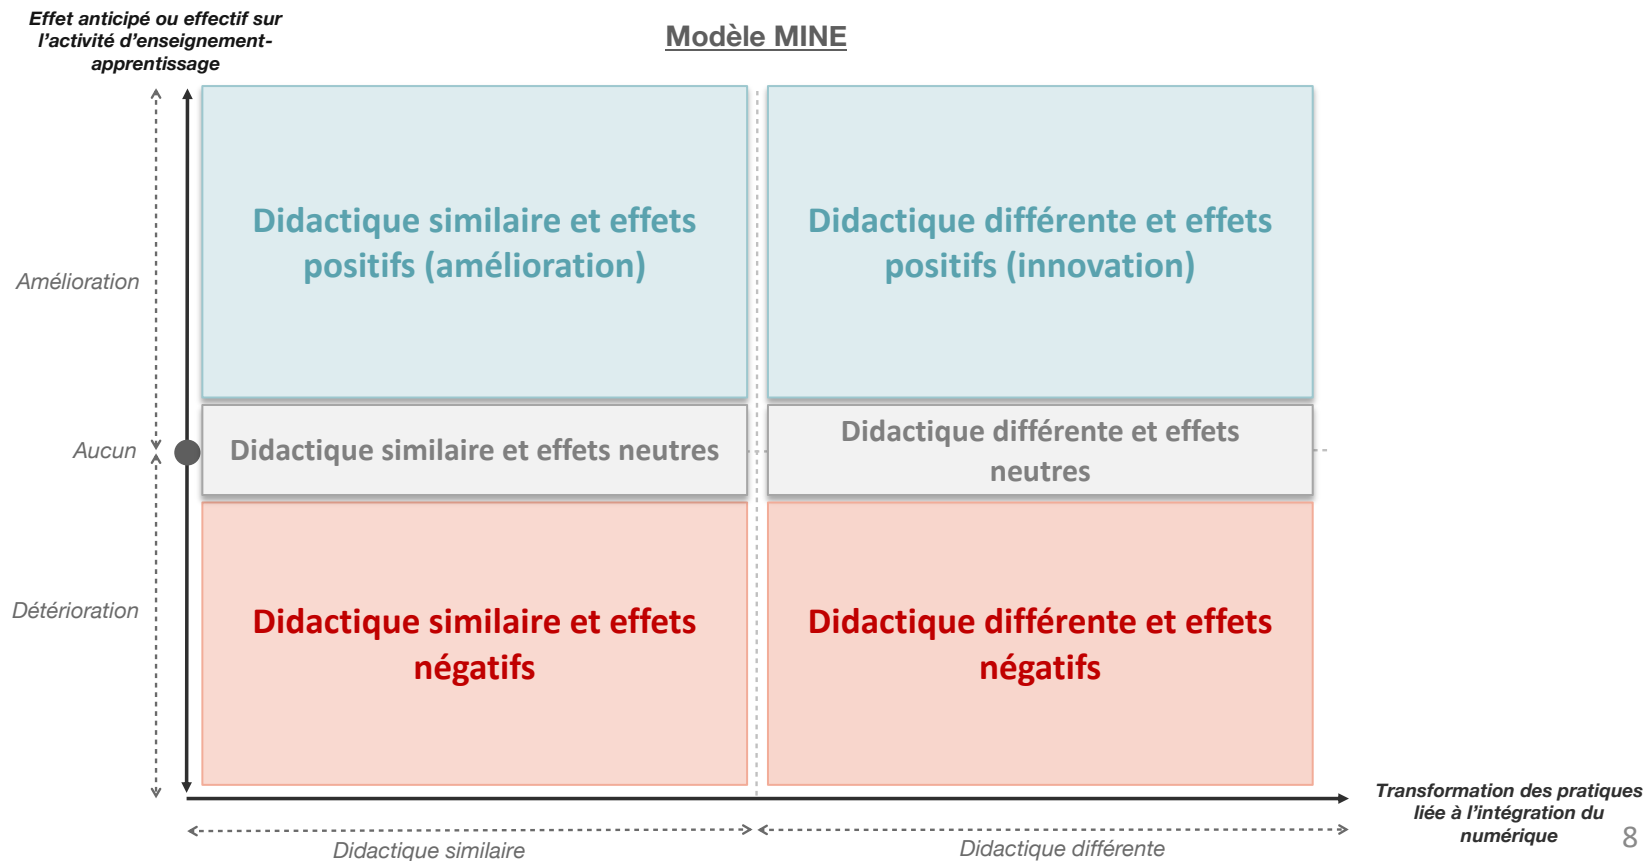 Effet anticipé ou effectif sur
l’activité d’enseignement-
apprentissage
Modèle MINE
Didactique similaire et effets
positifs (amélioration)
Didactique différente et effets
positifs (innovation)
Amélioration
Aucun
Didactique similaire et effets neutres
Didactique différente et effets
neutres
Détérioration
Didactique similaire et effets
négatifs
Didactique différente et effets
négatifs
Transformation des pratiques
liée à l’intégration du
numérique
8
Didactique similaire
Didactique différente